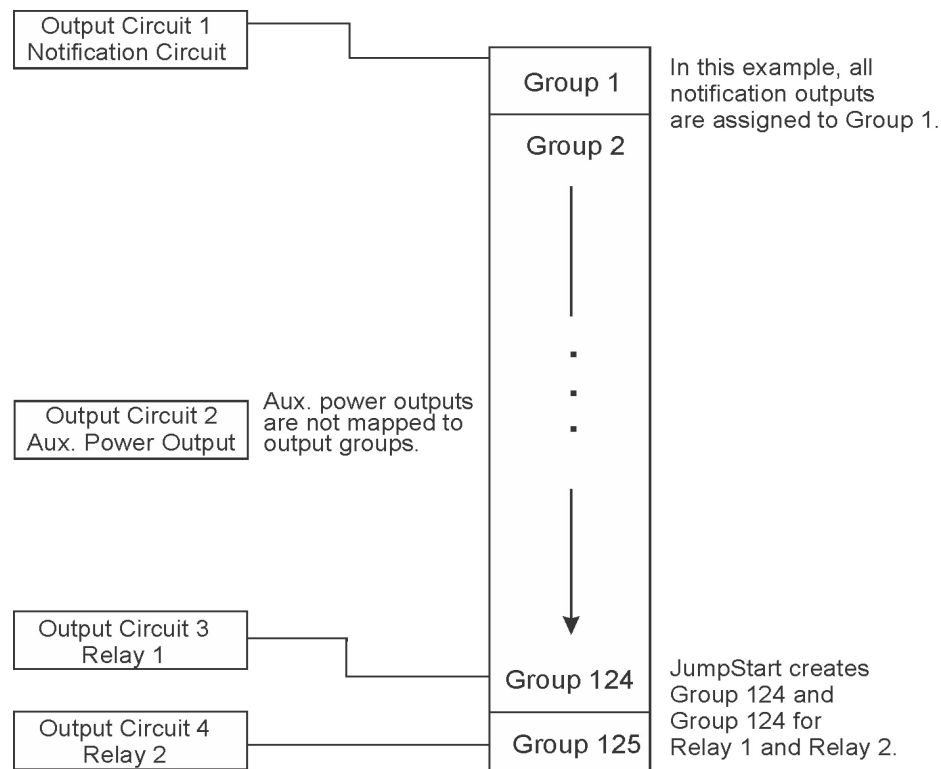 Output Circuit 1
Notification Circuit
Group 1
In this example, all
notification outputs
are assigned to Group 1.
Group 2
Output Circuit 2
Aux. Power Output
Aux. power outputs
are not mapped to
output groups.
Output Circuit 3
Relay 1
Group 124
JumpStart creates
Group 124 and
Group 124 for
Relay 1 and Relay 2.
Output Circuit 4
Relay 2
Group 125